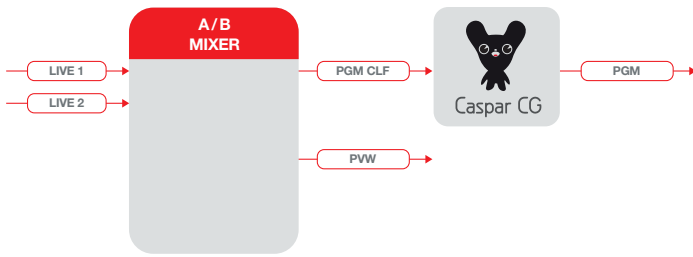 A/B
MIXER
LIVE 1
PGM CLF
PGM
LIVE 2
Caspar CG
PVW